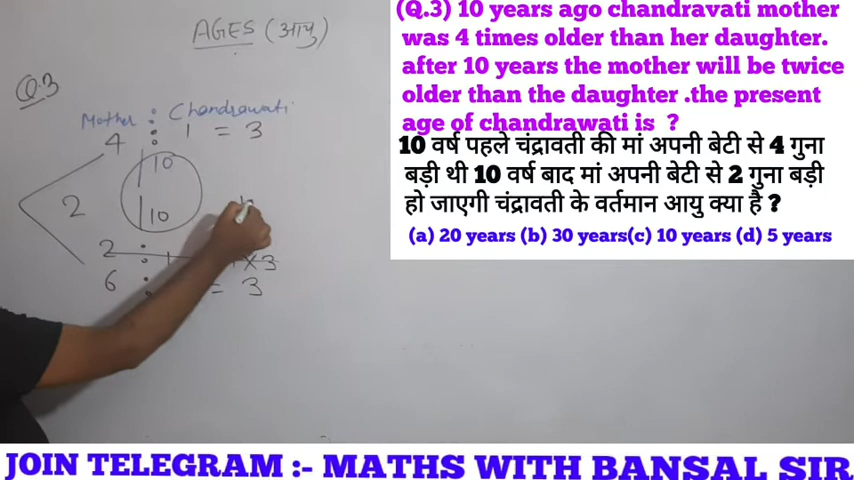 (Q.3) 10 years ago chandravati mother
was 4 times older than her daughter.
after 10 years the mother will be twice
older than the daughter .the present
age of chandrawati is ?
10 वर्ष पहले चंद्रावती की मां अपनी बेटी से 4 गुना
बड़ी थी 10 वर्ष बाद मां अपनी बेटी से 2 गुना बड़ी
हो जाएगी चंद्रावती के वर्तमान आयु क्या है ?
(a) 20 years (b) 30 years(c) 10 years (d) 5 years
AGES (आयु)
Q.3
Mother : Chandrawati
4 : 1 = 3
10
2
10
2 : 1 = 1×3
6 : = 3
JOIN TELEGRAM :- MATHS WITH BANSAL SIR